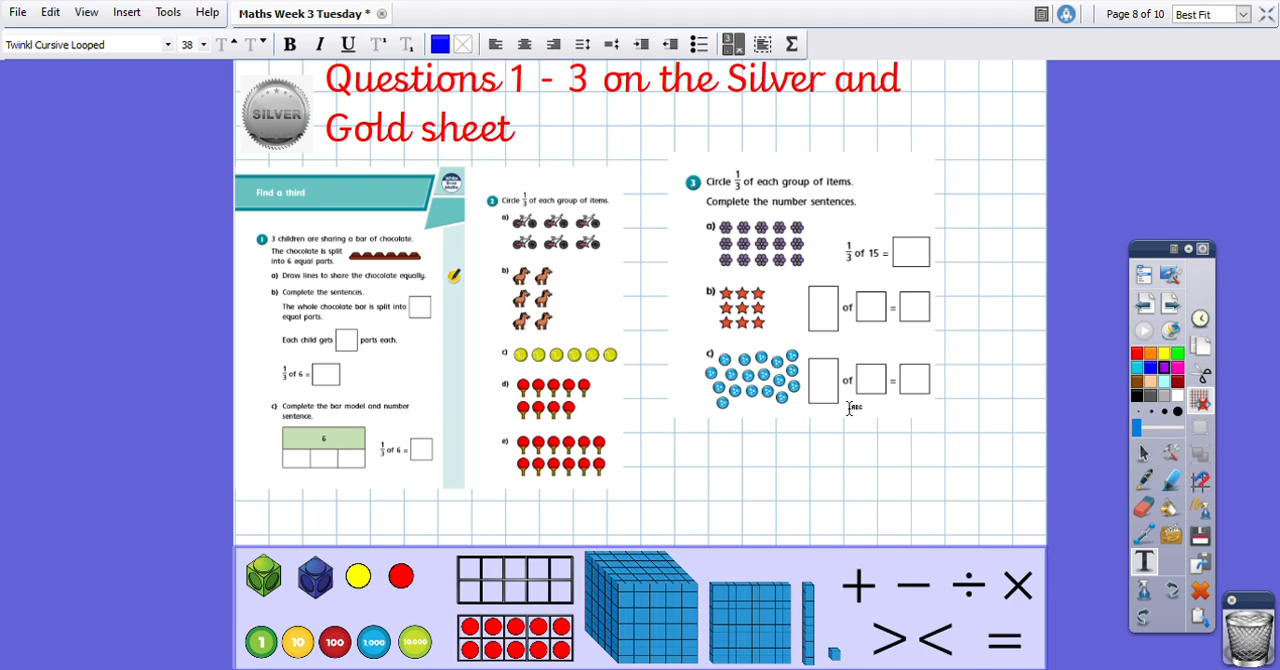 File Edit View Insert Tools Help
Maths Week 3 Tuesday *
Page 8 of 10
Best Fit
Twinkl Cursive Looped
38
B I U
Questions 1 - 3 on the Silver and
Gold sheet
SILVER
Find a third
1 3 children are sharing a bar of chocolate.
The chocolate is split
into 6 equal parts.
a) Draw lines to share the chocolate equally.
b) Complete the sentences.
The whole chocolate bar is split into
equal parts.
Each child gets parts each.
1/3 of 6 =
c) Complete the bar model and number
sentence.
6
1/3 of 6 =
2 Circle 1/3 of each group of items.
a)
b)
c)
d)
e)
3 Circle 1/3 of each group of items.
Complete the number sentences.
a)
1/3 of 15 =
b)
of =
c)
of =
ABC
1 10 100 1,000 10,000
+ − ÷ ×
> < =
T